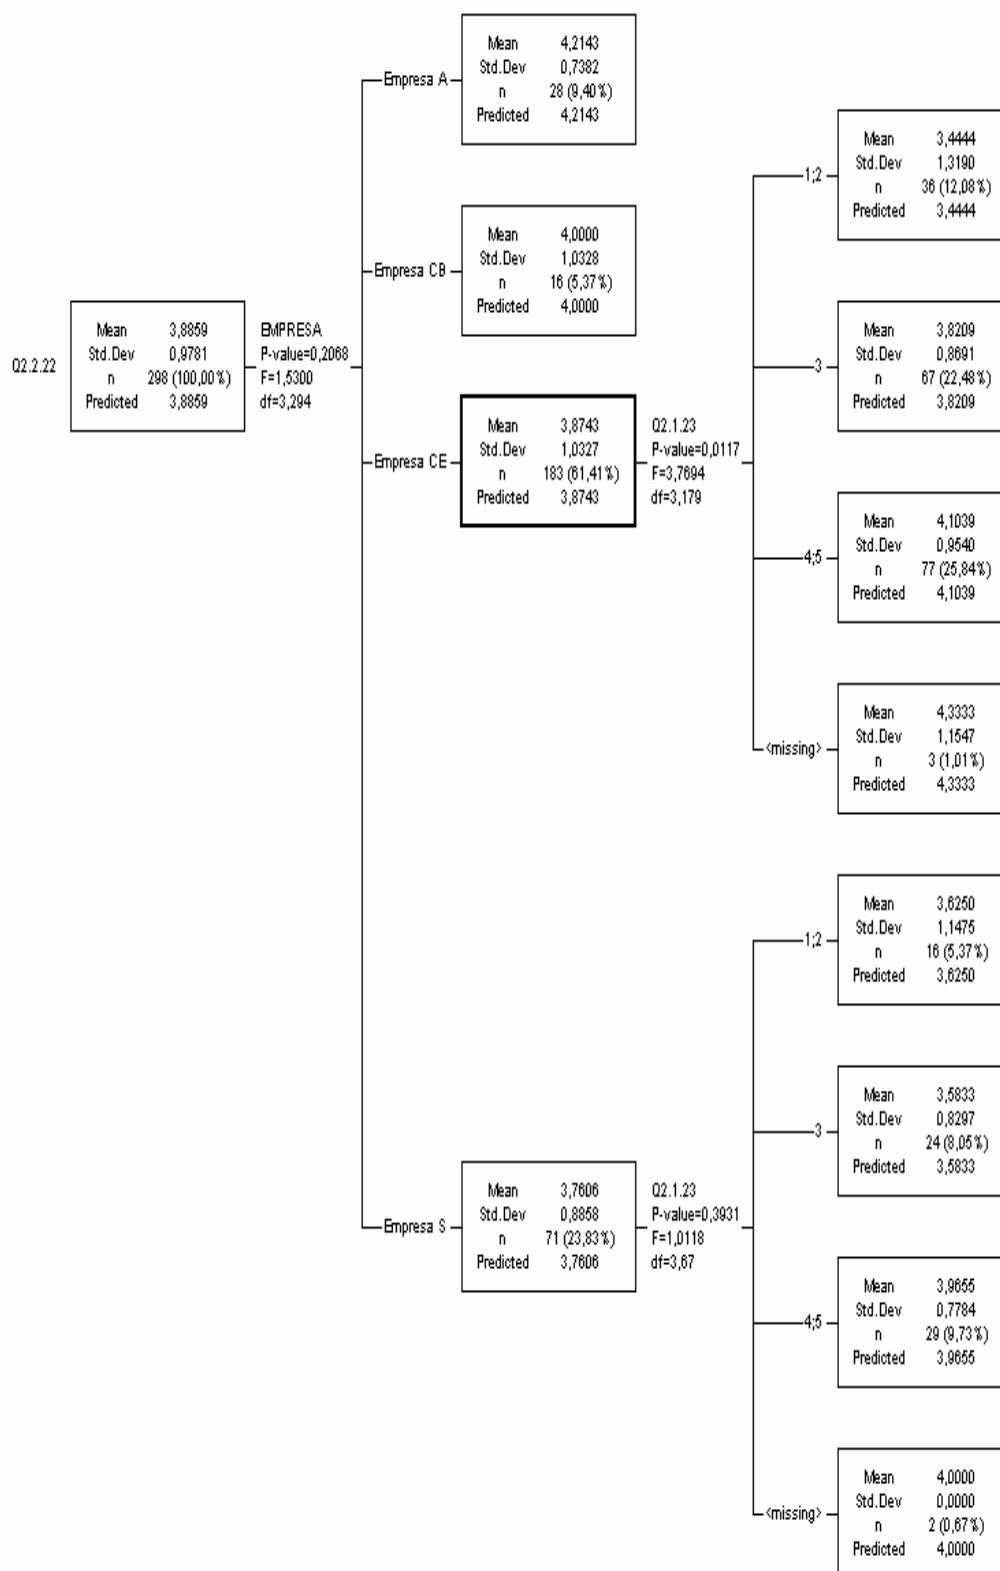 Q2.2.22
Mean 3,8859
Std.Dev 0,9781
n 298 (100,00%)
Predicted 3,8859
EMPRESA
P-value=0,2068
F=1,5300
df=3,294
Empresa A
Mean 4,2143
Std.Dev 0,7382
n 28 (9,40%)
Predicted 4,2143
Empresa CB
Mean 4,0000
Std.Dev 1,0328
n 16 (5,37%)
Predicted 4,0000
Empresa CE
Mean 3,8743
Std.Dev 1,0327
n 183 (61,41%)
Predicted 3,8743
Q2.1.23
P-value=0,0117
F=3,7694
df=3,179
1;2
Mean 3,4444
Std.Dev 1,3190
n 36 (12,08%)
Predicted 3,4444
3
Mean 3,8209
Std.Dev 0,8691
n 67 (22,48%)
Predicted 3,8209
4;5
Mean 4,1039
Std.Dev 0,9540
n 77 (25,84%)
Predicted 4,1039
<missing>
Mean 4,3333
Std.Dev 1,1547
n 3 (1,01%)
Predicted 4,3333
Empresa S
Mean 3,7606
Std.Dev 0,8858
n 71 (23,83%)
Predicted 3,7606
Q2.1.23
P-value=0,3931
F=1,0118
df=3,67
1;2
Mean 3,6250
Std.Dev 1,1475
n 16 (5,37%)
Predicted 3,6250
3
Mean 3,5833
Std.Dev 0,8297
n 24 (8,05%)
Predicted 3,5833
4;5
Mean 3,9655
Std.Dev 0,7784
n 29 (9,73%)
Predicted 3,9655
<missing>
Mean 4,0000
Std.Dev 0,0000
n 2 (0,67%)
Predicted 4,0000